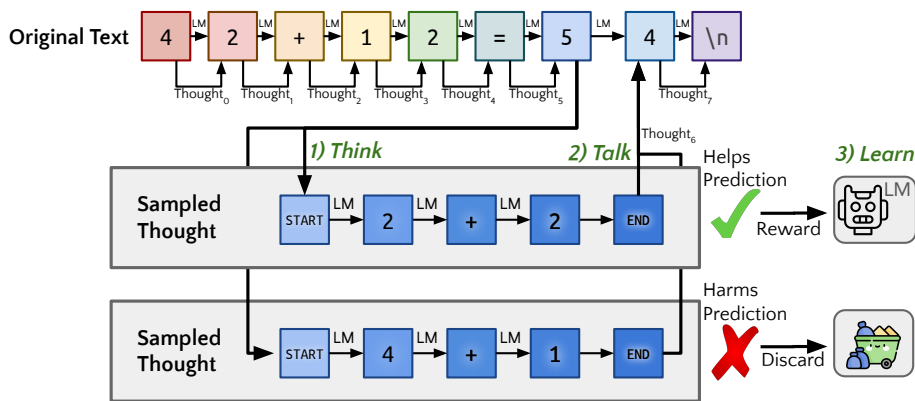 Original Text
4 LM 2 LM + LM 1 LM 2 LM = LM 5 LM 4 LM \n
Thought0 Thought1 Thought2 Thought3 Thought4 Thought5 Thought7
Thought6
1) Think
2) Talk
3) Learn
Helps
Prediction
Sampled
Thought
START LM 2 LM + LM 2 END
Reward
LM
Harms
Prediction
Sampled
Thought
START LM 4 LM + LM 1 END
Discard